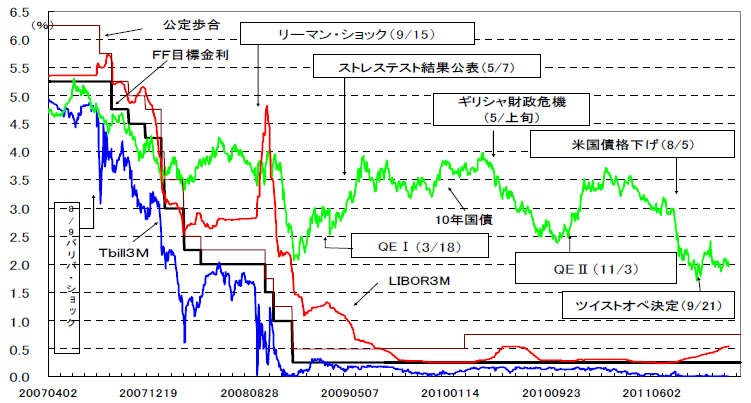 6.5
(%)
6.0
5.5
5.0
4.5
4.0
3.5
3.0
2.5
2.0
1.5
1.0
0.5
0.0
公定歩合
FF目標金利
リーマン・ショック(9/15)
ストレステスト結果公表(5/7)
ギリシャ財政危機
(5/上旬)
米国債格下げ(8/5)
8/9パリバ・ショック
Tbill3M
10年国債
QEⅠ(3/18)
QEⅡ(11/3)
LIBOR3M
ツイストオペ決定(9/21)
20070402
20071219
20080828
20090507
20100114
20100923
20110602